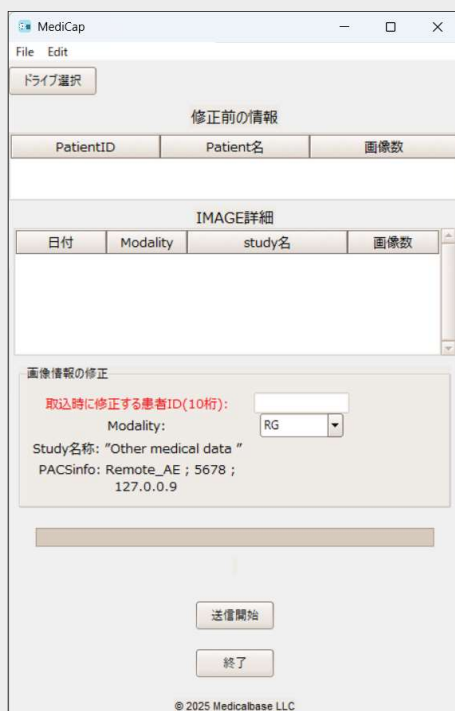 MediCap
File Edit
ドライブ選択
修正前の情報
PatientID Patient名 画像数
IMAGE詳細
日付 Modality study名 画像数
画像情報の修正
取込時に修正する患者ID(10桁):
Modality: RG
Study名称: "Other medical data "
PACSinfo: Remote_AE ; 5678 ;
127.0.0.9
送信開始
終了
© 2025 Medicalbase LLC